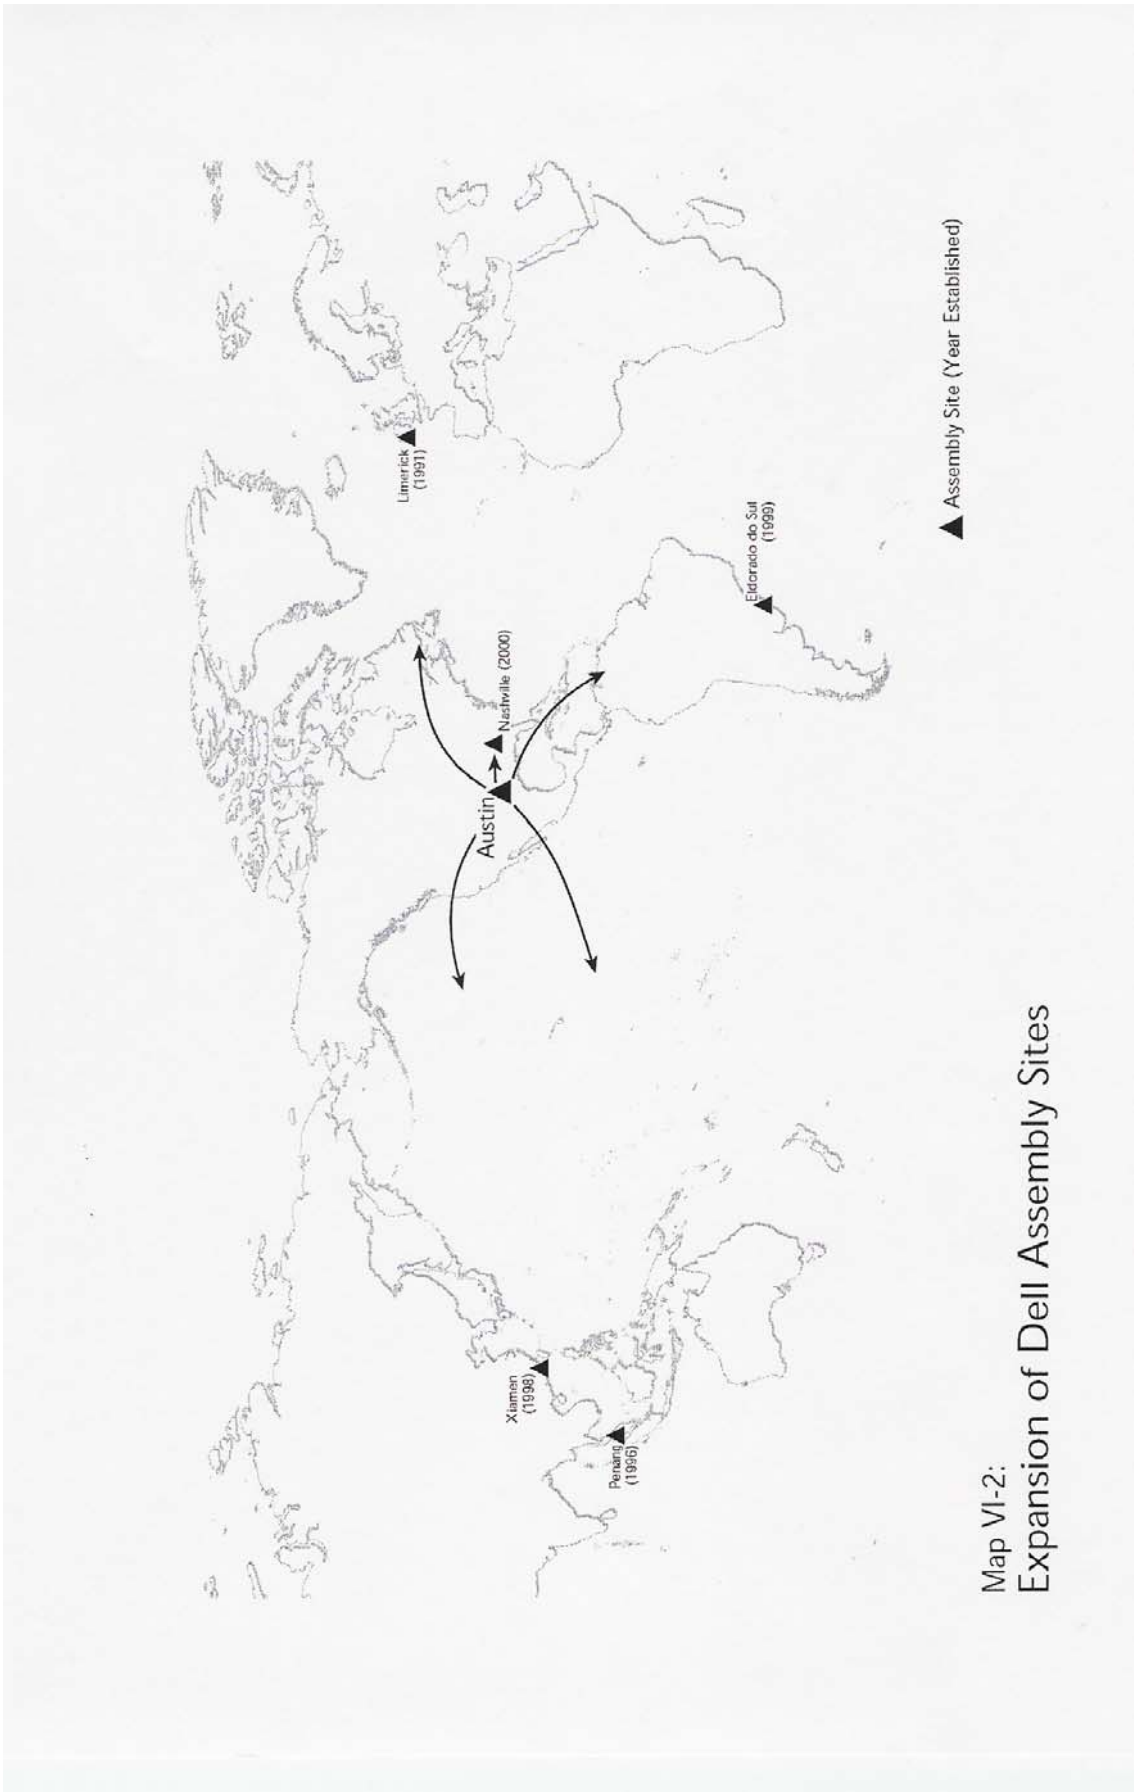 Limerick
(1991)
Nashville (2000)
Austin
Eldorado do Sul
(1999)
Xiamen
(1998)
Penang
(1996)
Assembly Site (Year Established)
Map VI-2:
Expansion of Dell Assembly Sites